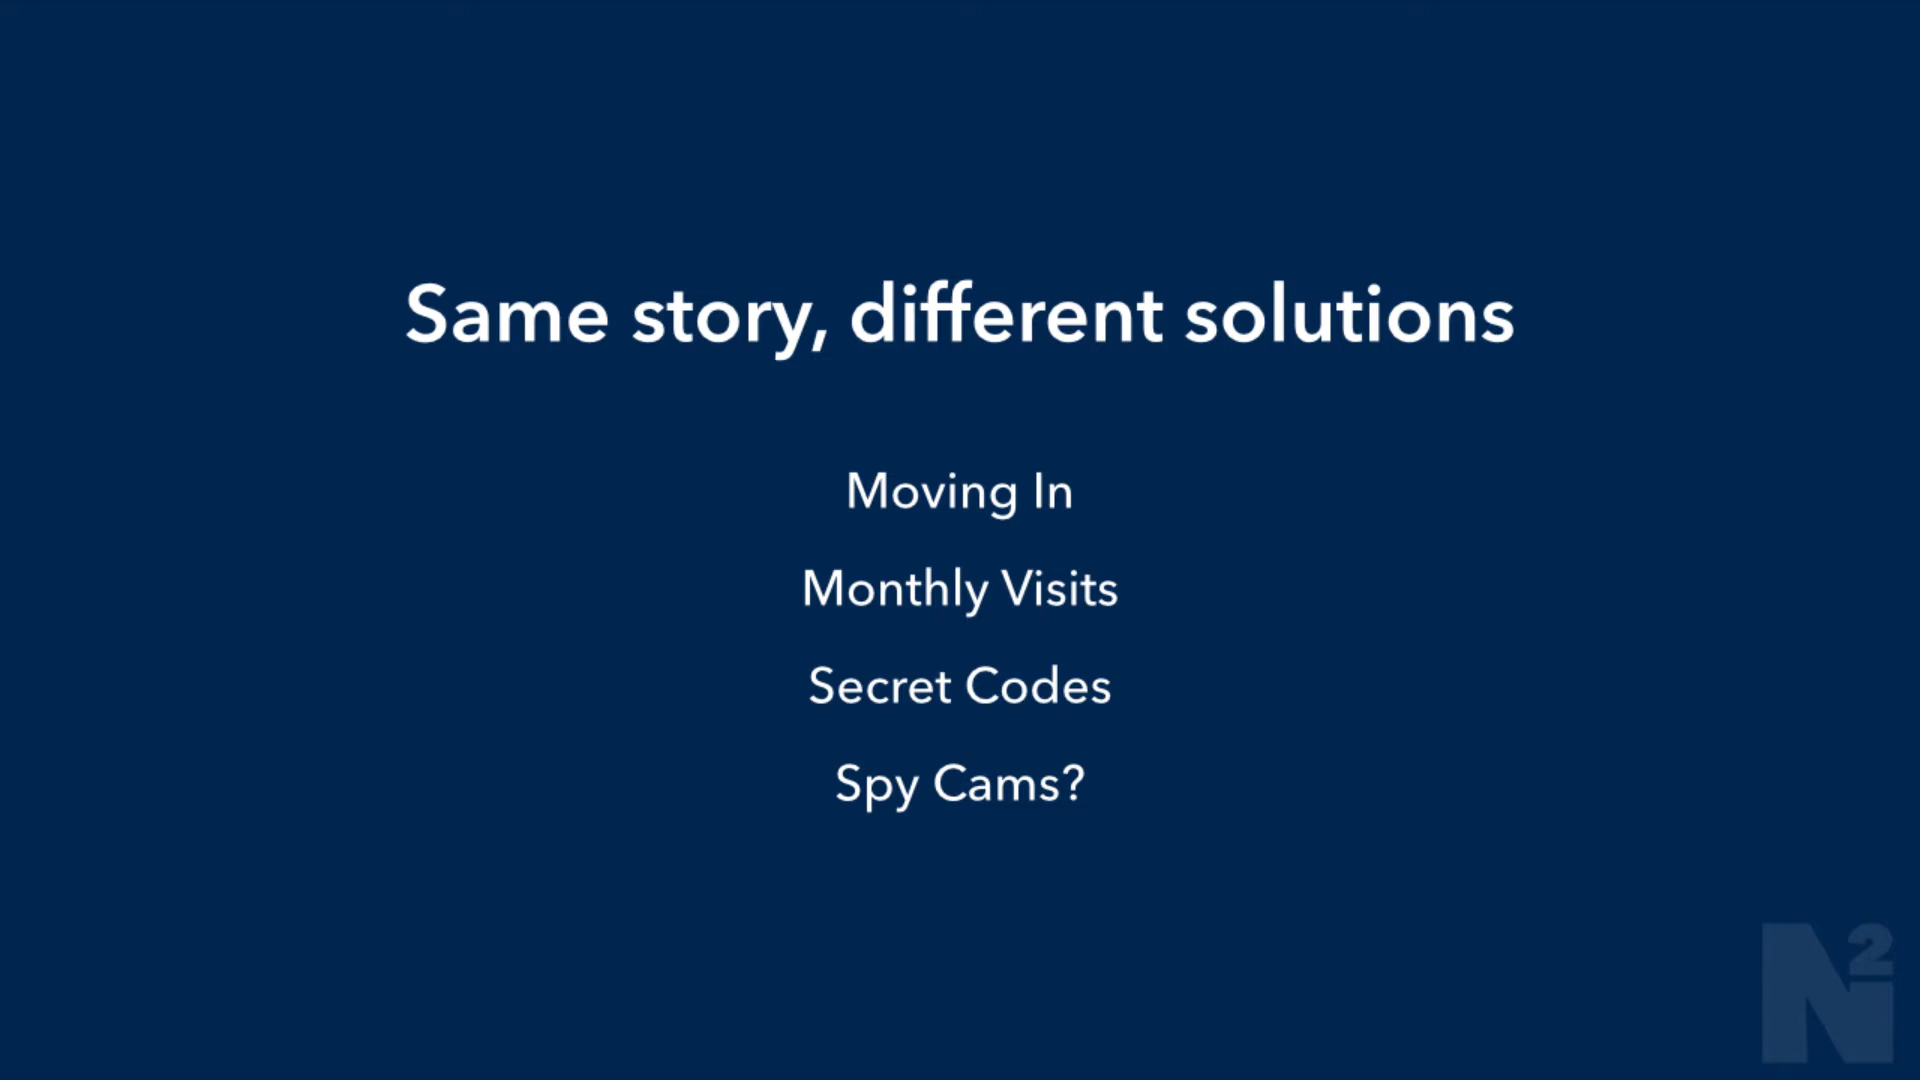 Same story, different solutions
Moving In
Monthly Visits
Secret Codes
Spy Cams?
N2